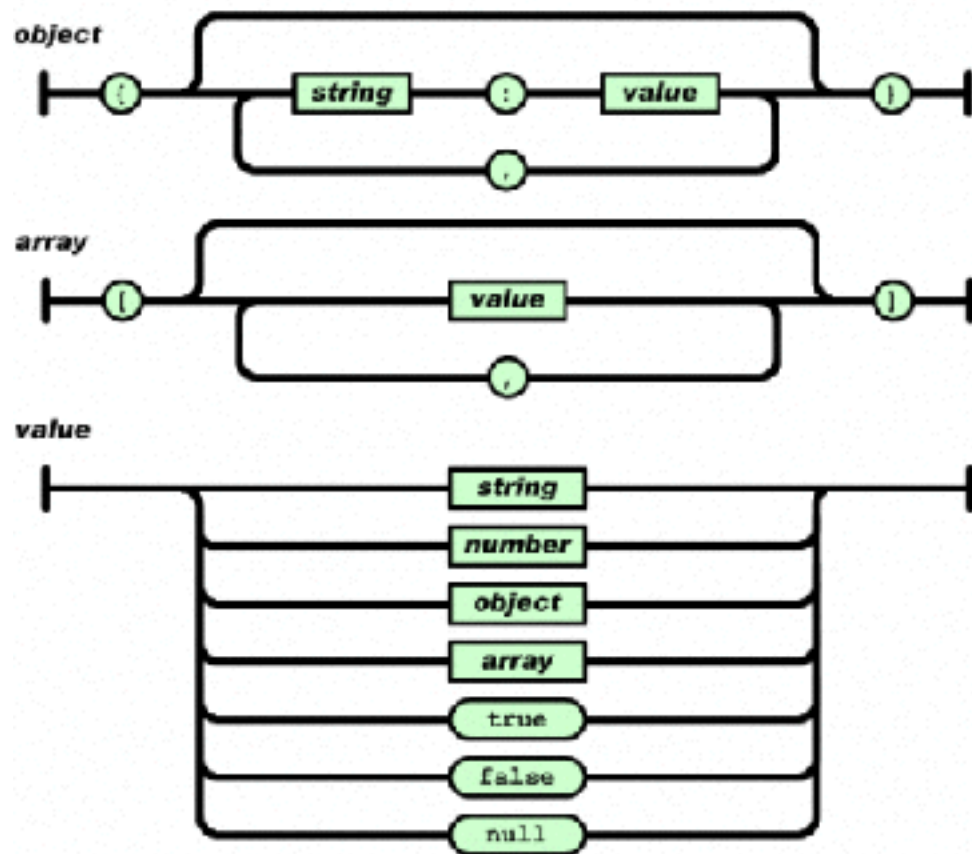 object
{ string : value }
,
array
[ value ]
,
value
string
number
object
array
true
false
null